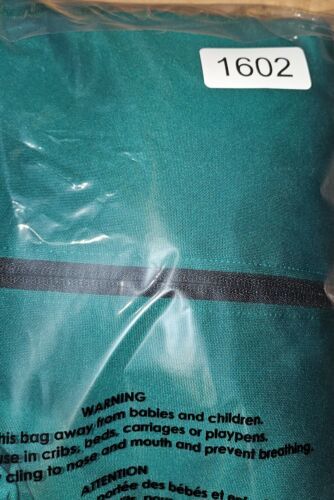 1602
WARNING
his bag away from babies and children.
use in cribs, beds, carriages or playpens.
cling to nose and mouth and prevent breathing.
ATTENTION
portée des bébés et